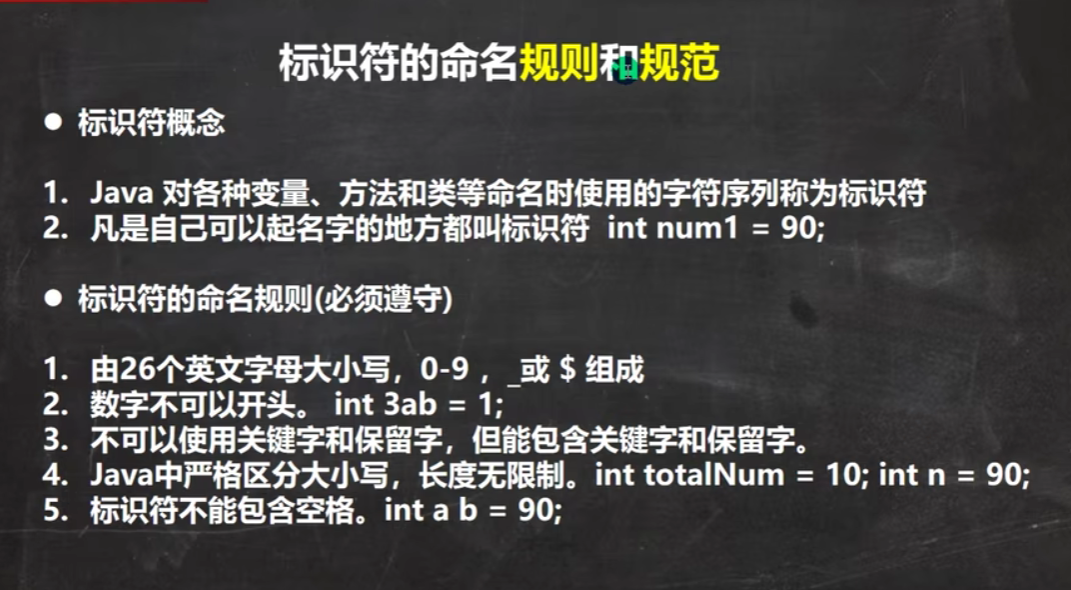 标识符的命名规则和规范
● 标识符概念
1. Java 对各种变量、方法和类等命名时使用的字符序列称为标识符
2. 凡是自己可以起名字的地方都叫标识符 int num1 = 90;
● 标识符的命名规则(必须遵守)
1. 由26个英文字母大小写，0-9 ，_或 $ 组成
2. 数字不可以开头。 int 3ab = 1;
3. 不可以使用关键字和保留字，但能包含关键字和保留字。
4. Java中严格区分大小写，长度无限制。int totalNum = 10; int n = 90;
5. 标识符不能包含空格。int a b = 90;